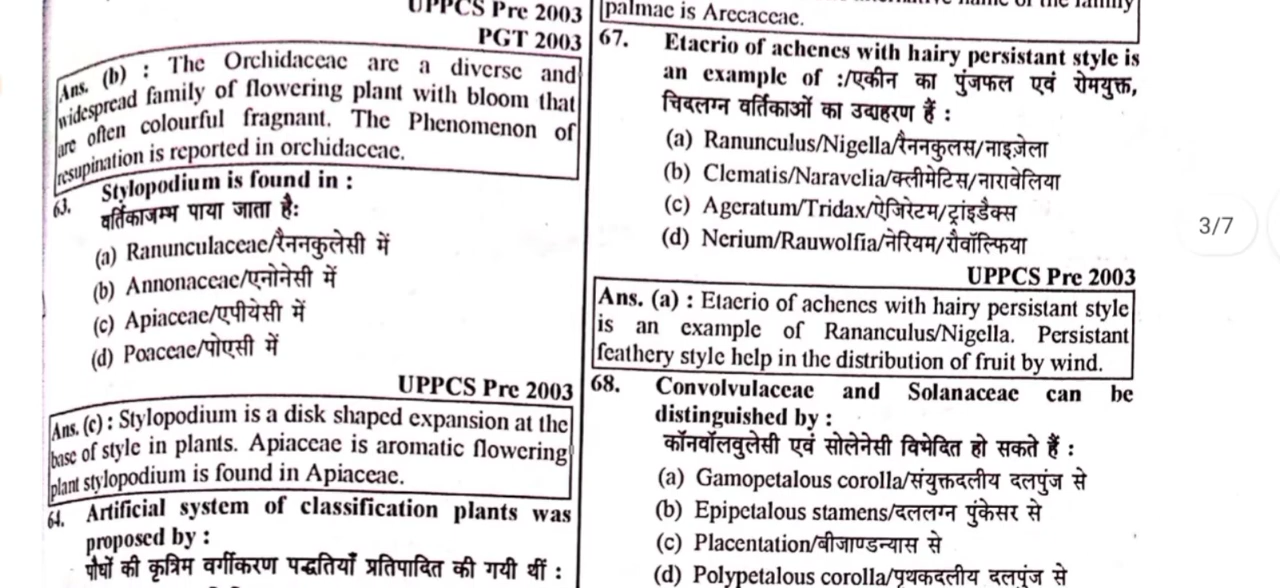 UPPCS Pre 2003
PGT 2003
Ans. (b) : The Orchidaceae are a diverse and
widespread family of flowering plant with bloom that
are often colourful fragnant. The Phenomenon of
resupination is reported in orchidaceae.
63. Stylopodium is found in :
वर्तिकाजम्भ पाया जाता है:
(a) Ranunculaceae/रैननकुलेसी में
(b) Annonaceae/एनोनेसी में
(c) Apiaceae/एपीयेसी में
(d) Poaceae/पोएसी में
UPPCS Pre 2003
Ans. (c) : Stylopodium is a disk shaped expansion at the
base of style in plants. Apiaceae is aromatic flowering
plant stylopodium is found in Apiaceae.
64. Artificial system of classification plants was
proposed by :
पौधों की कृत्रिम वर्गीकरण पद्धतियाँ प्रतिपादित की गयी थीं :
name of the family
palmae is Arecaceae.
67. Etaerio of achenes with hairy persistant style is
an example of :/एकीन का पुंजफल एवं रोमयुक्त,
चिदलग्न वर्तिकाओं का उदाहरण हैं :
(a) Ranunculus/Nigella/रैननकुलस/नाइज़ेला
(b) Clematis/Naravelia/क्लीमेटिस/नारावेलिया
(c) Ageratum/Tridax/ऐजिरेटम/ट्रांइडैक्स
(d) Nerium/Rauwolfia/नेरियम/रौवॉल्फिया
UPPCS Pre 2003
Ans. (a) : Etaerio of achenes with hairy persistant style
is an example of Rananculus/Nigella. Persistant
feathery style help in the distribution of fruit by wind.
68. Convolvulaceae and Solanaceae can be
distinguished by :
कॉनवॉलवुलेसी एवं सोलेनेसी विभेदित हो सकते हैं :
(a) Gamopetalous corolla/संयुक्तदलीय दलपुंज से
(b) Epipetalous stamens/दललग्न पुंकेसर से
(c) Placentation/बीजाण्डन्यास से
(d) Polypetalous corolla/पृथकदलीय दलपुंज से
3/7